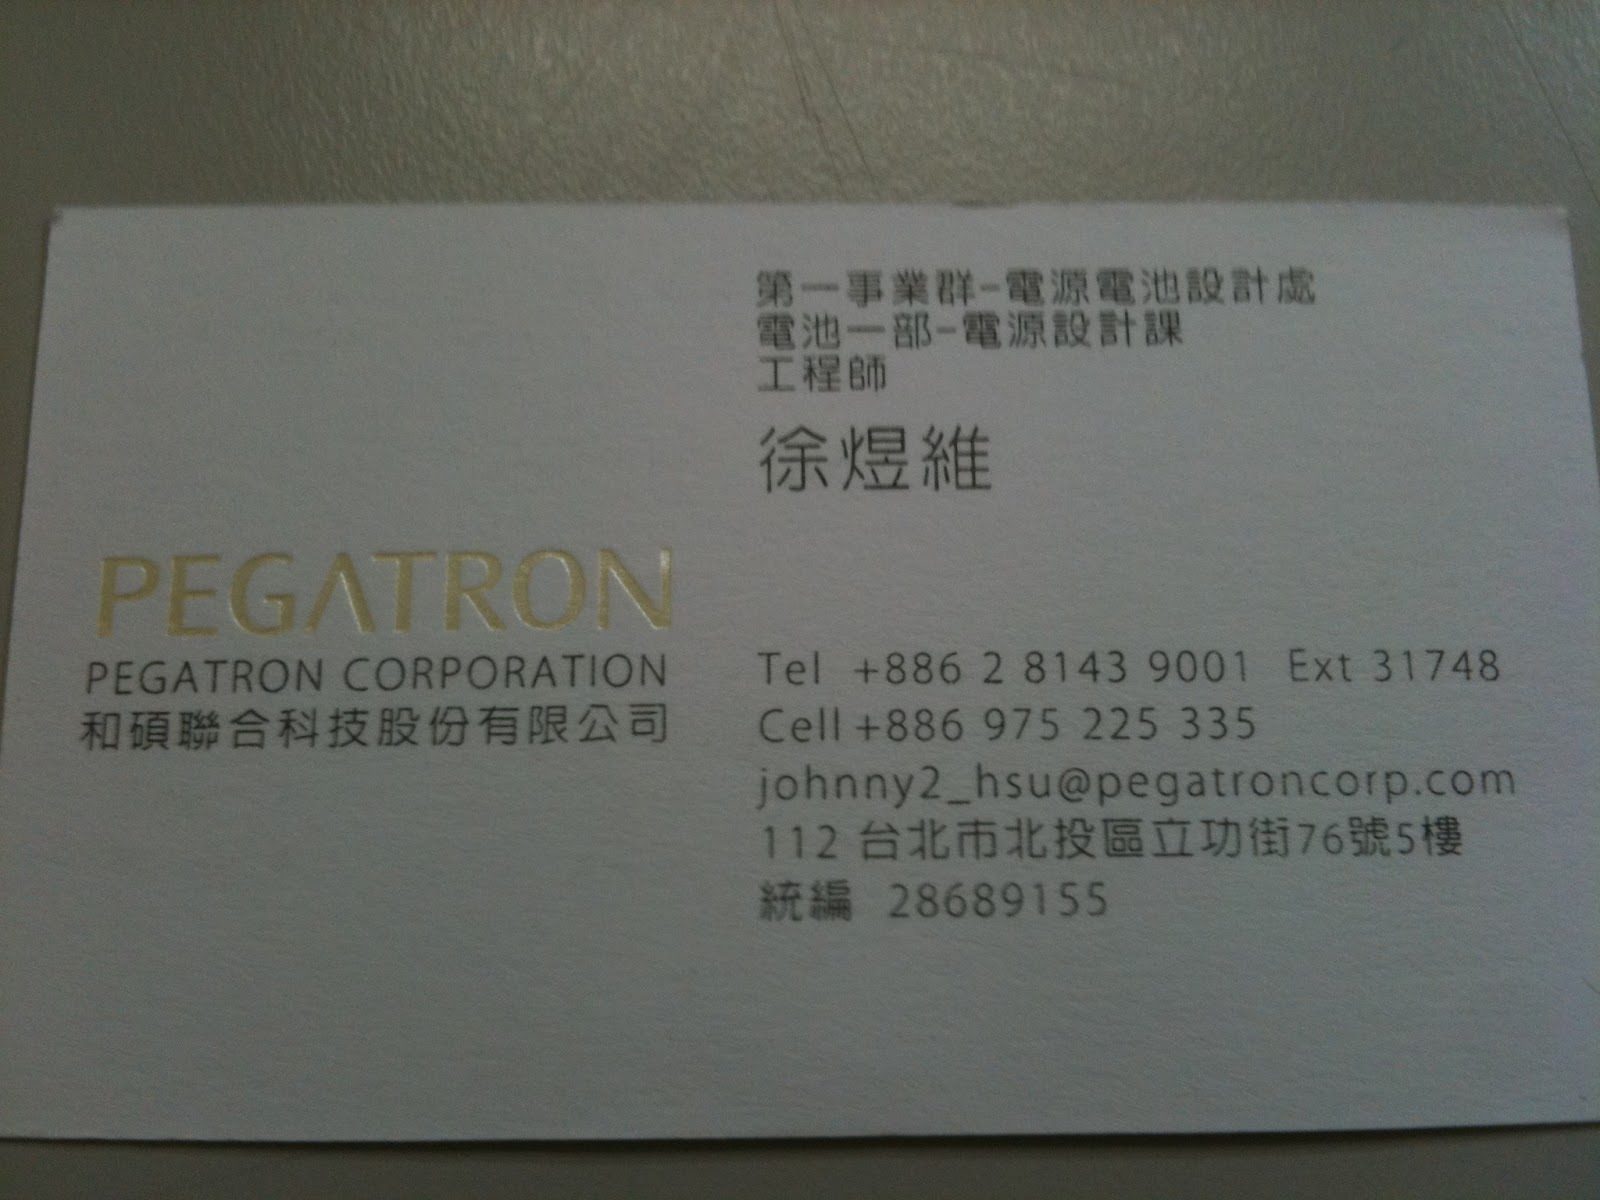 第一事業群-電源電池設計處
電池一部-電源設計課
工程師
徐煜維
PEGATRON
PEGATRON CORPORATION
和碩聯合科技股份有限公司
Tel +886 2 8143 9001 Ext 31748
Cell +886 975 225 335
johnny2_hsu@pegatroncorp.com
112 台北市北投區立功街76號5樓
統編 28689155